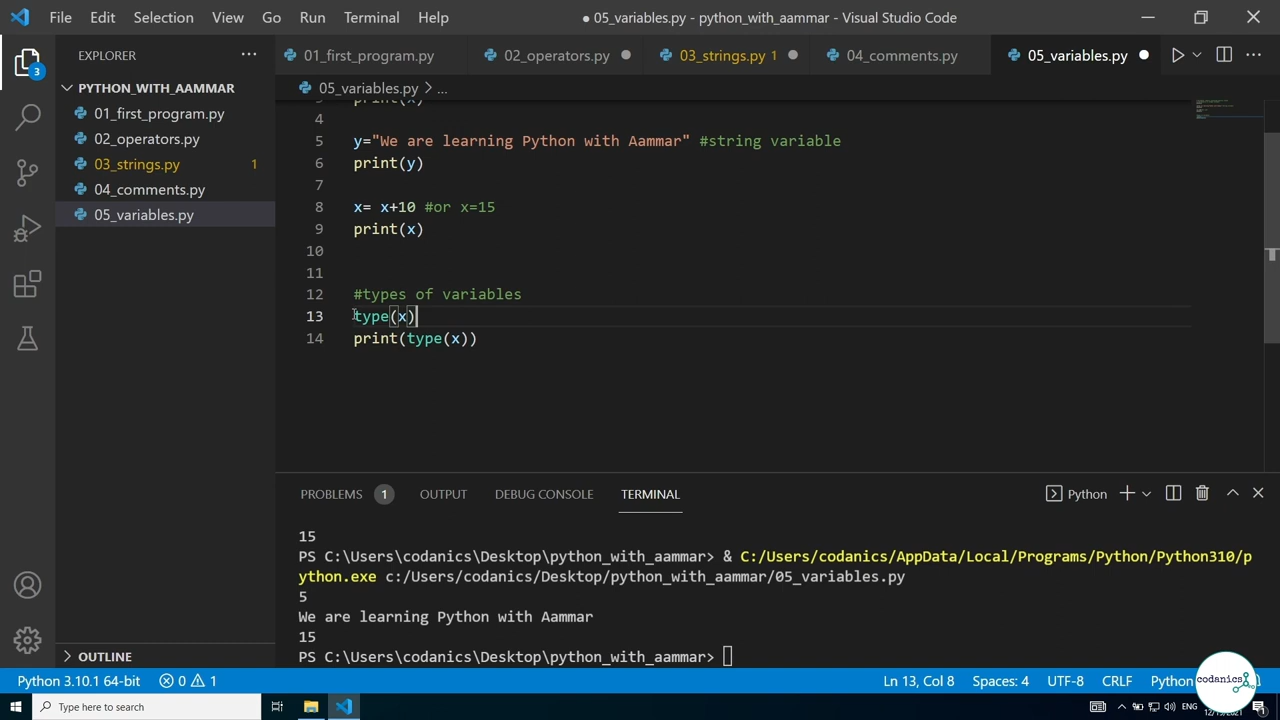 File Edit Selection View Go Run Terminal Help
● 05_variables.py - python_with_aammar - Visual Studio Code
EXPLORER
01_first_program.py
02_operators.py
03_strings.py 1
04_comments.py
05_variables.py
PYTHON_WITH_AAMMAR
01_first_program.py
02_operators.py
03_strings.py 1
04_comments.py
05_variables.py
3
OUTLINE
05_variables.py > ...
3 print(x)
4
5 y="We are learning Python with Aammar" #string variable
6 print(y)
7
8 x= x+10 #or x=15
9 print(x)
10
11
12 #types of variables
13 type(x)
14 print(type(x))
PROBLEMS 1 OUTPUT DEBUG CONSOLE TERMINAL
Python
15
PS C:\Users\codanics\Desktop\python_with_aammar> & C:/Users/codanics/AppData/Local/Programs/Python/Python310/p
ython.exe c:/Users/codanics/Desktop/python_with_aammar/05_variables.py
5
We are learning Python with Aammar
15
PS C:\Users\codanics\Desktop\python_with_aammar>
Python 3.10.1 64-bit 0 1 Ln 13, Col 8 Spaces: 4 UTF-8 CRLF Python
codanics
Type here to search
ENG